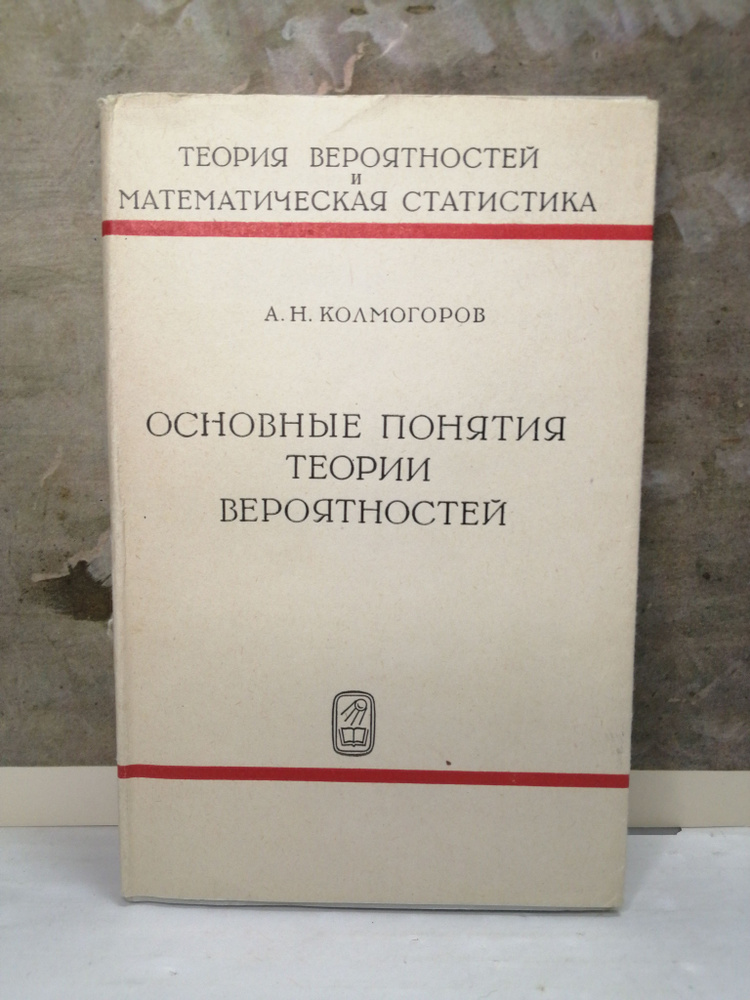 ТЕОРИЯ ВЕРОЯТНОСТЕЙ
И
МАТЕМАТИЧЕСКАЯ СТАТИСТИКА
А. Н. КОЛМОГОРОВ
ОСНОВНЫЕ ПОНЯТИЯ
ТЕОРИИ
ВЕРОЯТНОСТЕЙ